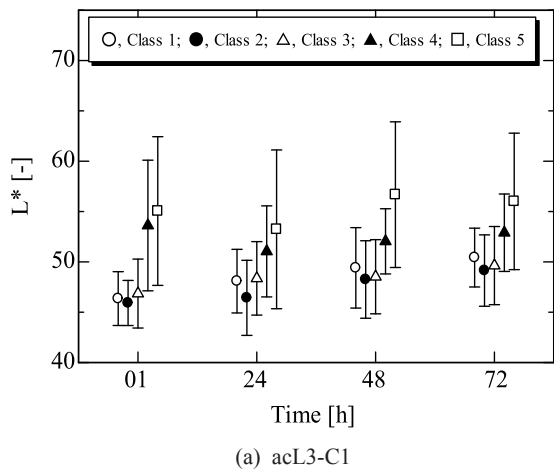 75
○, Class 1; ●, Class 2; △, Class 3; ▲, Class 4; □, Class 5
70
60
L* [-]
50
40
01 24 48 72
Time [h]
(a) acL3-C1